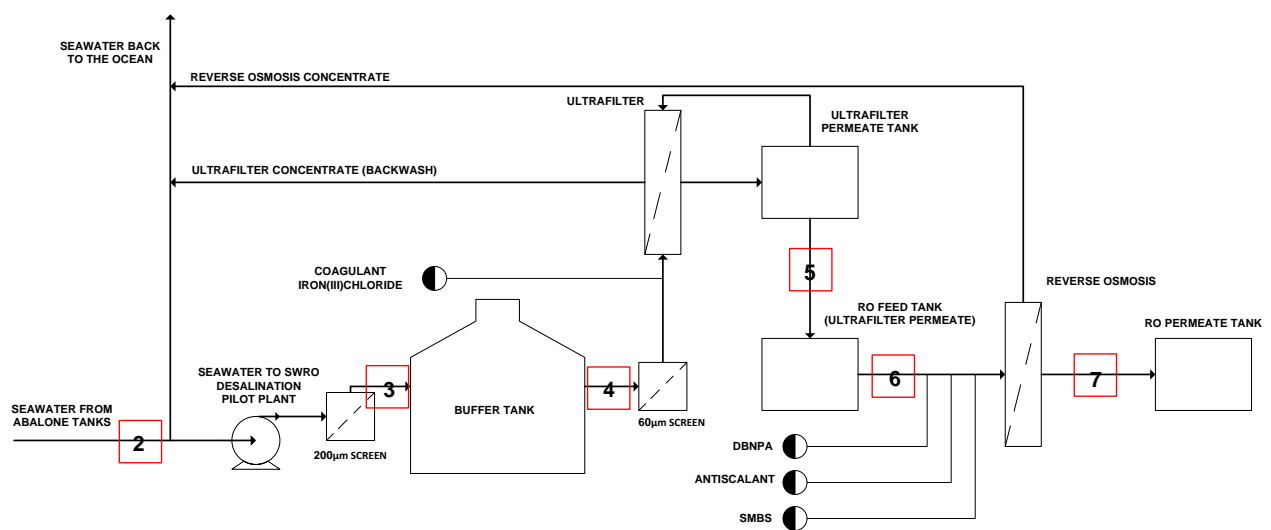 SEAWATER BACK
TO THE OCEAN
REVERSE OSMOSIS CONCENTRATE
ULTRAFILTER
ULTRAFILTER
PERMEATE TANK
ULTRAFILTER CONCENTRATE (BACKWASH)
COAGULANT
IRON(III)CHLORIDE
5
REVERSE OSMOSIS
RO FEED TANK
(ULTRAFILTER PERMEATE)
RO PERMEATE TANK
SEAWATER TO SWRO
DESALINATION
PILOT PLANT
3
4
6
7
SEAWATER FROM
ABALONE TANKS
BUFFER TANK
60µm SCREEN
2
200µm SCREEN
DBNPA
ANTISCALANT
SMBS